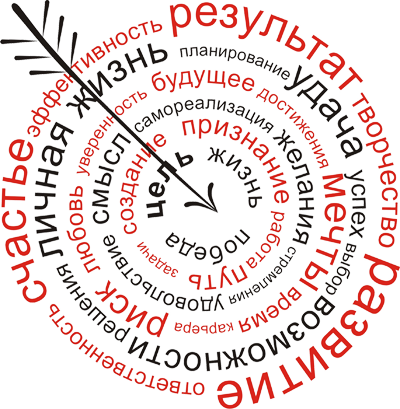 счастье эффективность результат творчество развитие ответственность
личная жизнь планирование удача успех выбор возможности решения
любовь уверенность будущее достижения мечты время карьера риск
смысл самореализация желания стремления удовольствие
создание признание работа путь задачи
цель жизнь победа